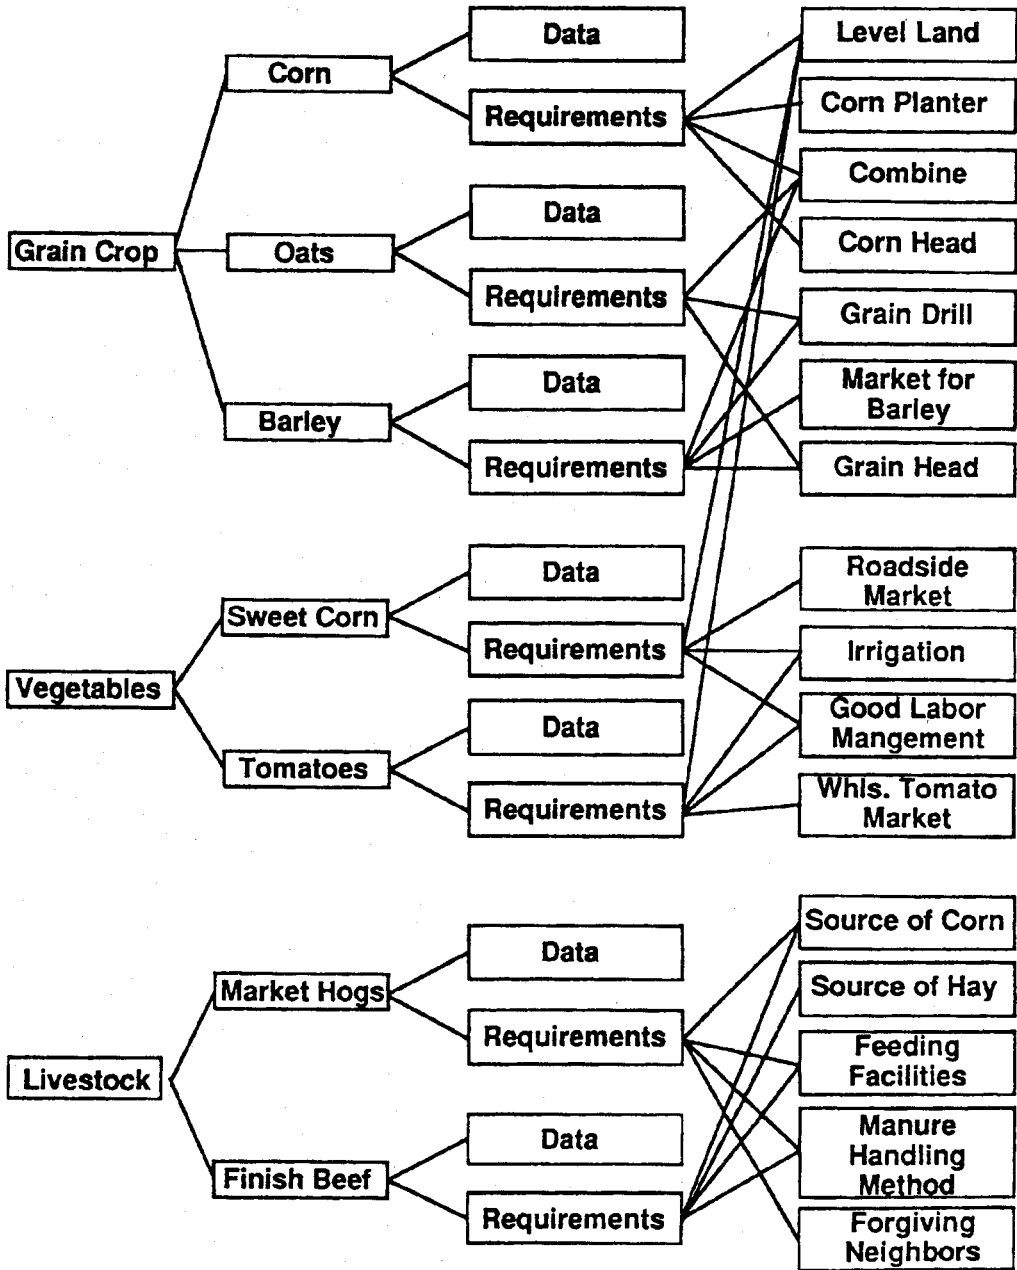 Data
Level Land
Corn
Corn Planter
Requirements
Combine
Data
Corn Head
Grain Crop
Oats
Requirements
Grain Drill
Data
Market for
Barley
Barley
Requirements
Grain Head
Data
Roadside
Market
Sweet Corn
Requirements
Irrigation
Vegetables
Data
Good Labor
Mangement
Tomatoes
Requirements
Whls. Tomato
Market
Source of Corn
Data
Market Hogs
Source of Hay
Requirements
Feeding
Facilities
Livestock
Data
Manure
Handling
Method
Finish Beef
Requirements
Forgiving
Neighbors